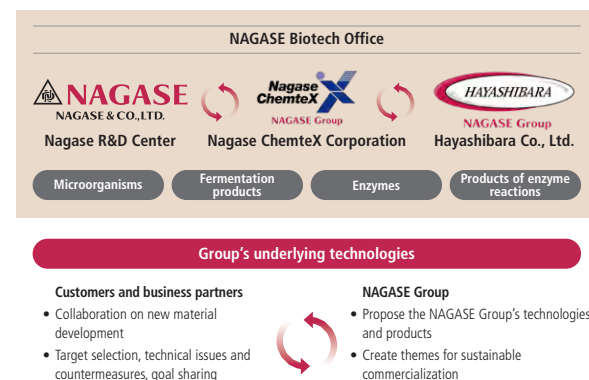 NAGASE Biotech Office
NAGASE
NAGASE & CO.,LTD.
Nagase R&D Center
Nagase
ChemteX
NAGASE Group
Nagase ChemteX Corporation
HAYASHIBARA
NAGASE Group
Hayashibara Co., Ltd.
Microorganisms
Fermentation
products
Enzymes
Products of enzyme
reactions
Group's underlying technologies
Customers and business partners
• Collaboration on new material
development
• Target selection, technical issues and
countermeasures, goal sharing
NAGASE Group
• Propose the NAGASE Group's technologies
and products
• Create themes for sustainable
commercialization